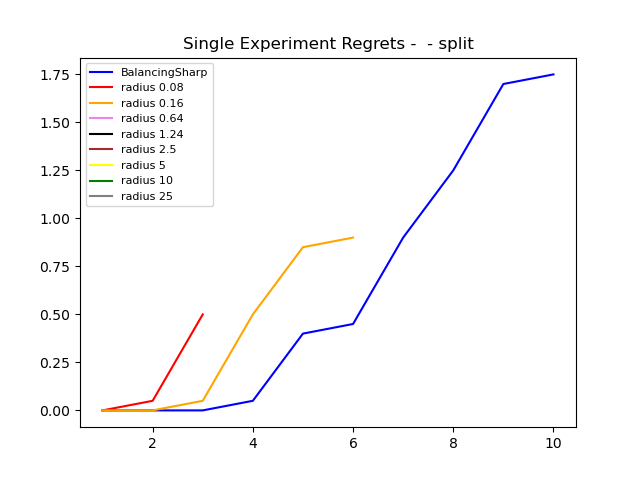 Single Experiment Regrets -  - split
BalancingSharp
radius 0.08
radius 0.16
radius 0.64
radius 1.24
radius 2.5
radius 5
radius 10
radius 25
1.75
1.50
1.25
1.00
0.75
0.50
0.25
0.00
2 4 6 8 10